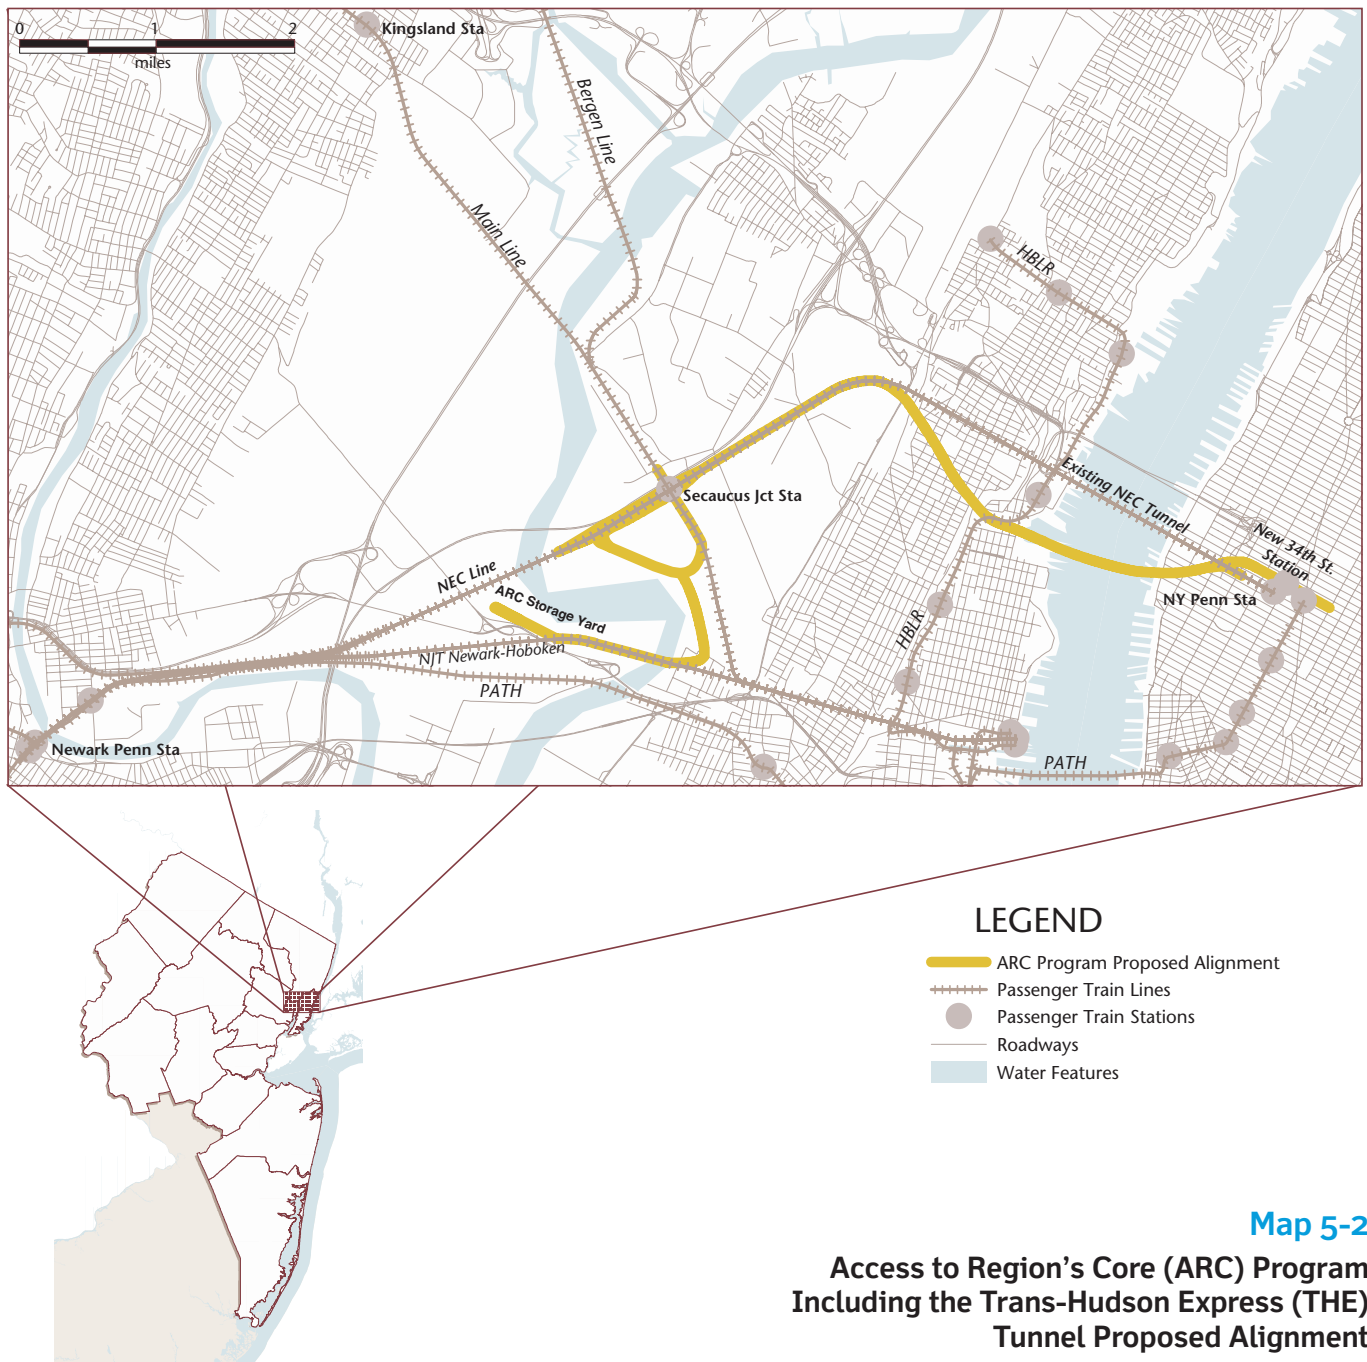 0 1 2
miles
Kingsland Sta
Bergen Line
Main Line
HBLR
Secaucus Jct Sta
Existing NEC Tunnel
New 34th St.
Station
NEC Line
ARC Storage Yard
NY Penn Sta
HBLR
NJT Newark-Hoboken
PATH
Newark Penn Sta
PATH
LEGEND
ARC Program Proposed Alignment
Passenger Train Lines
Passenger Train Stations
Roadways
Water Features
Map 5-2
Access to Region’s Core (ARC) Program
Including the Trans-Hudson Express (THE)
Tunnel Proposed Alignment